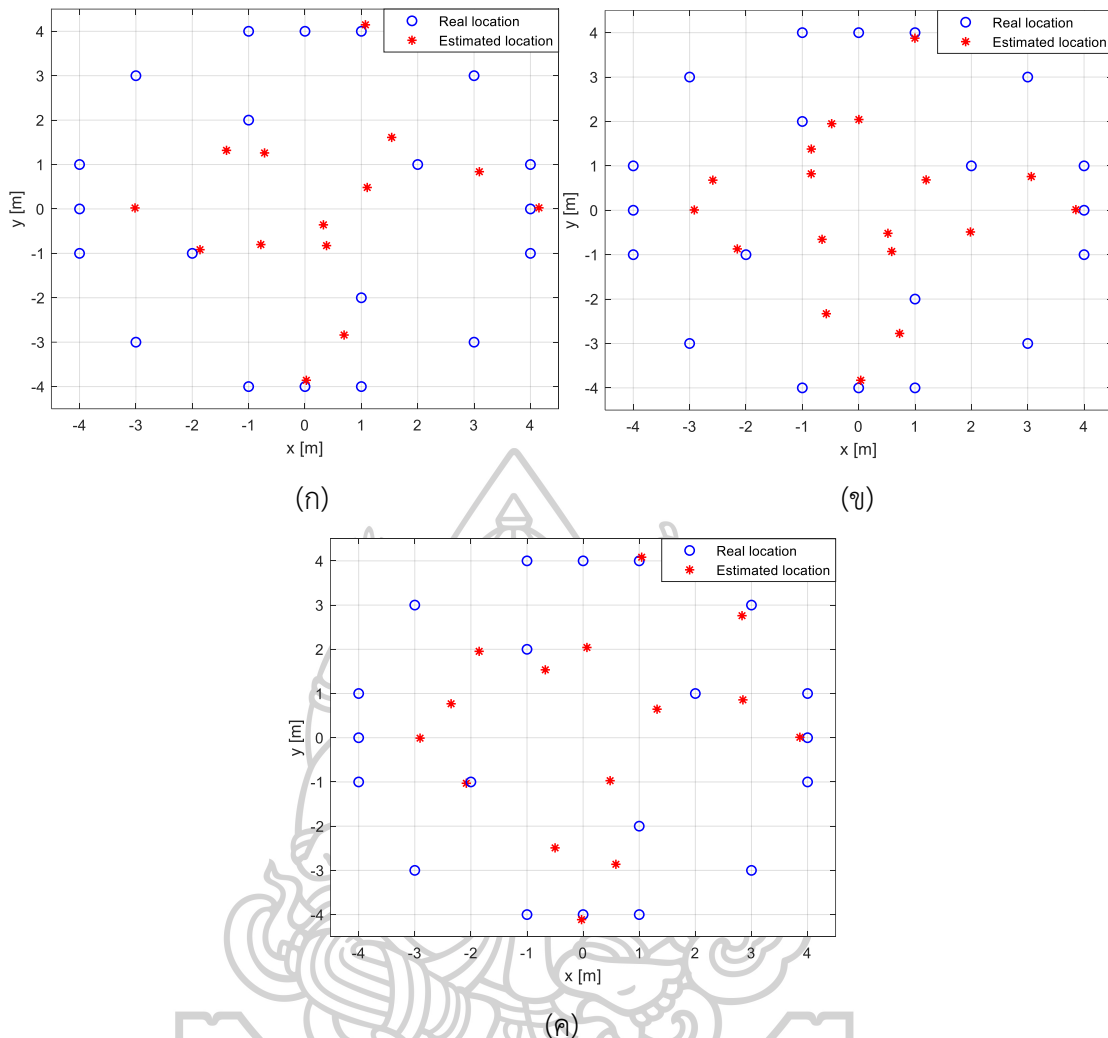 Real location
Estimated location
4
3
2
1
0
-1
-2
-3
-4
y [m]
-4 -3 -2 -1 0 1 2 3 4
x [m]
(ก)
Real location
Estimated location
4
3
2
1
0
-1
-2
-3
-4
y [m]
-4 -3 -2 -1 0 1 2 3 4
x [m]
(ข)
Real location
Estimated location
4
3
2
1
0
-1
-2
-3
-4
y [m]
-4 -3 -2 -1 0 1 2 3 4
x [m]
(ค)